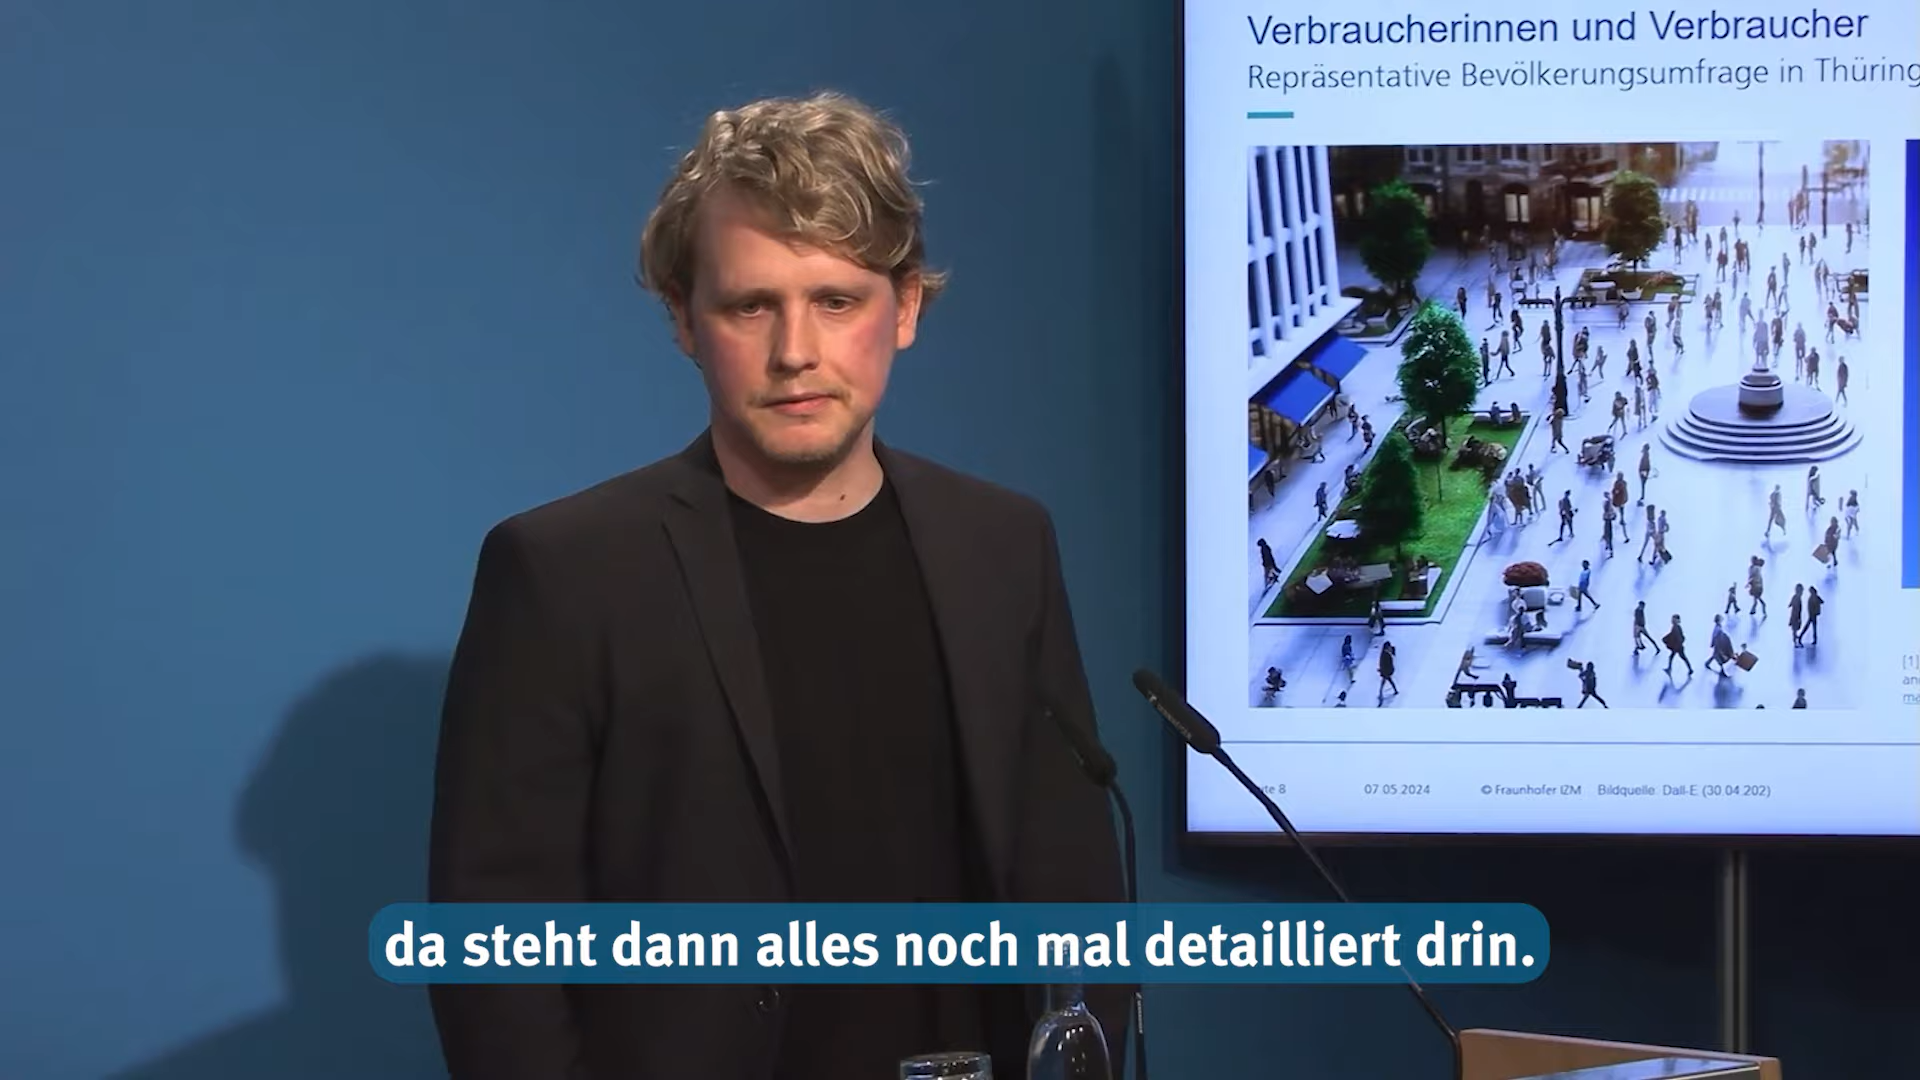 Verbraucherinnen und Verbraucher
Repräsentative Bevölkerungsumfrage in Thüring
[1]
07.05.2024 © Fraunhofer IZM Bildquelle: Dall-E (30.04.202)
da steht dann alles noch mal detailliert drin.